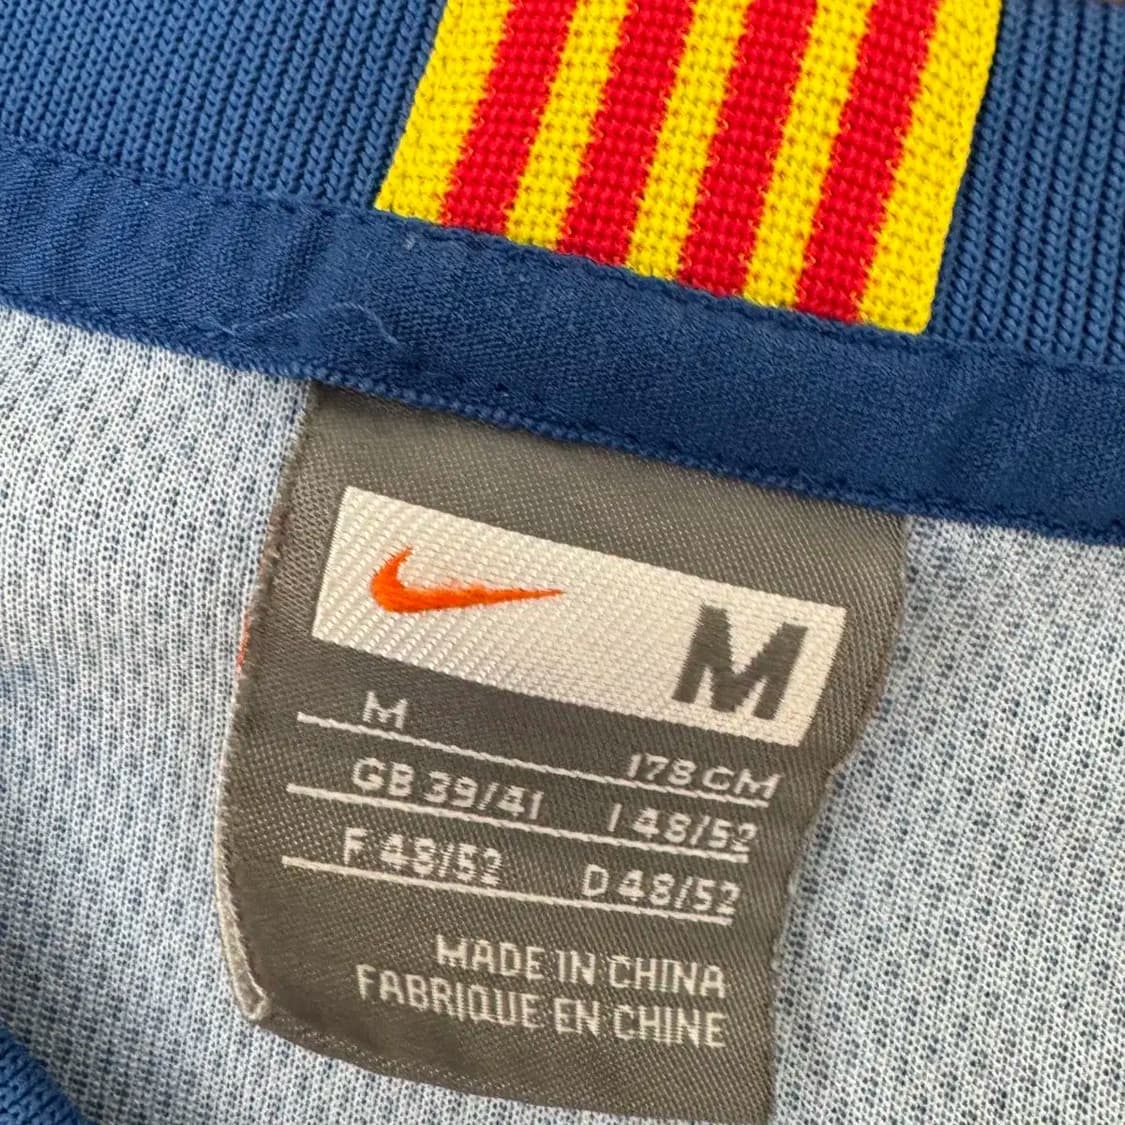 M
M
178 CM
GB 39/41 I 48/52
F 48/52 D 48/52
MADE IN CHINA
FABRIQUE EN CHINE